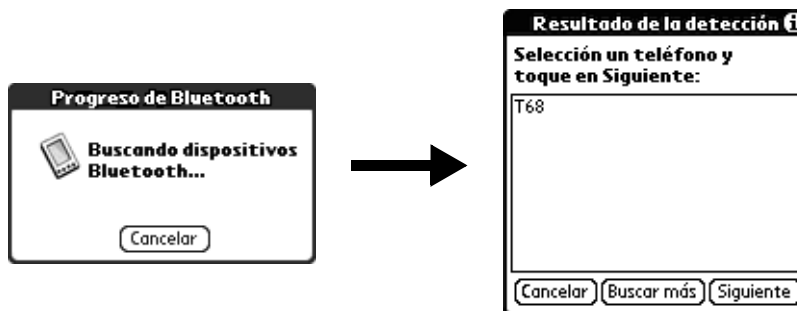 Progreso de Bluetooth
Buscando dispositivos
Bluetooth...
Cancelar
Resultado de la detección
Selección un teléfono y
toque en Siguiente:
T68
Cancelar Buscar más Siguiente